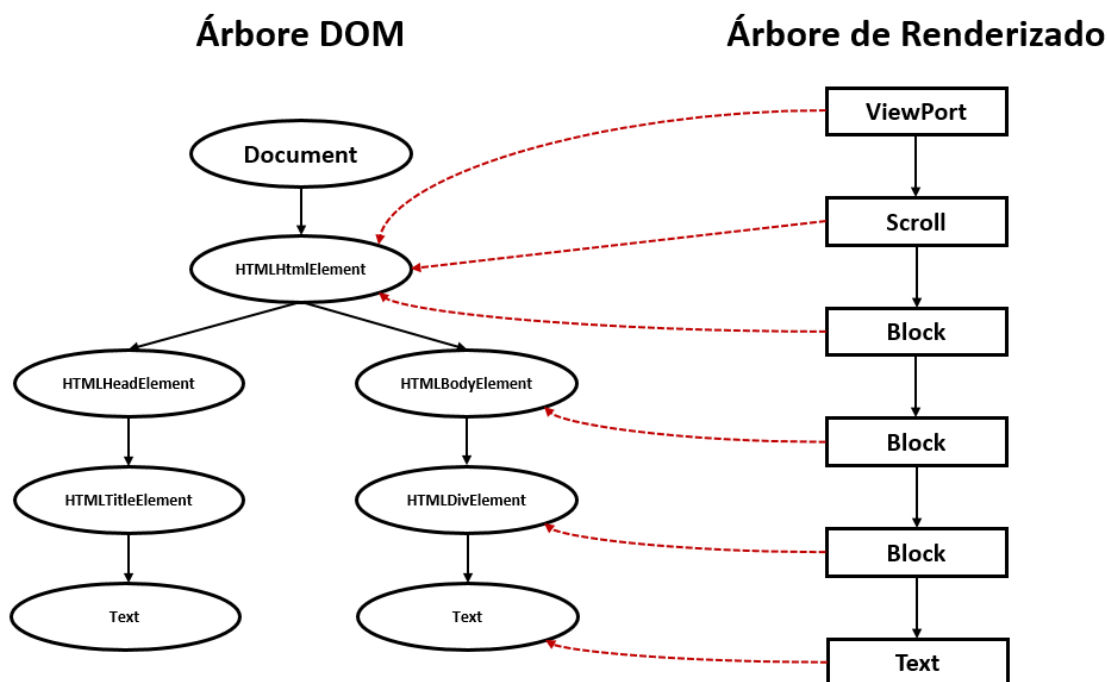 Árbore DOM
Árbore de Renderizado
Document
HTMLHtmlElement
HTMLHeadElement
HTMLBodyElement
HTMLTitleElement
HTMLDivElement
Text
Text
ViewPort
Scroll
Block
Block
Block
Text